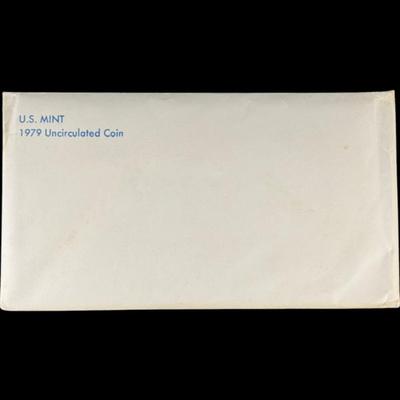 U.S. MINT
1979 Uncirculated Coin